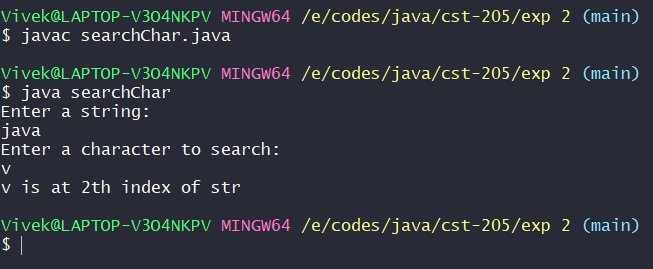 Vivek@LAPTOP-V3O4NKPV MINGW64 /e/codes/java/cst-205/exp 2 (main)
$ javac searchChar.java
Vivek@LAPTOP-V3O4NKPV MINGW64 /e/codes/java/cst-205/exp 2 (main)
$ java searchChar
Enter a string:
java
Enter a character to search:
v
v is at 2th index of str
Vivek@LAPTOP-V3O4NKPV MINGW64 /e/codes/java/cst-205/exp 2 (main)
$